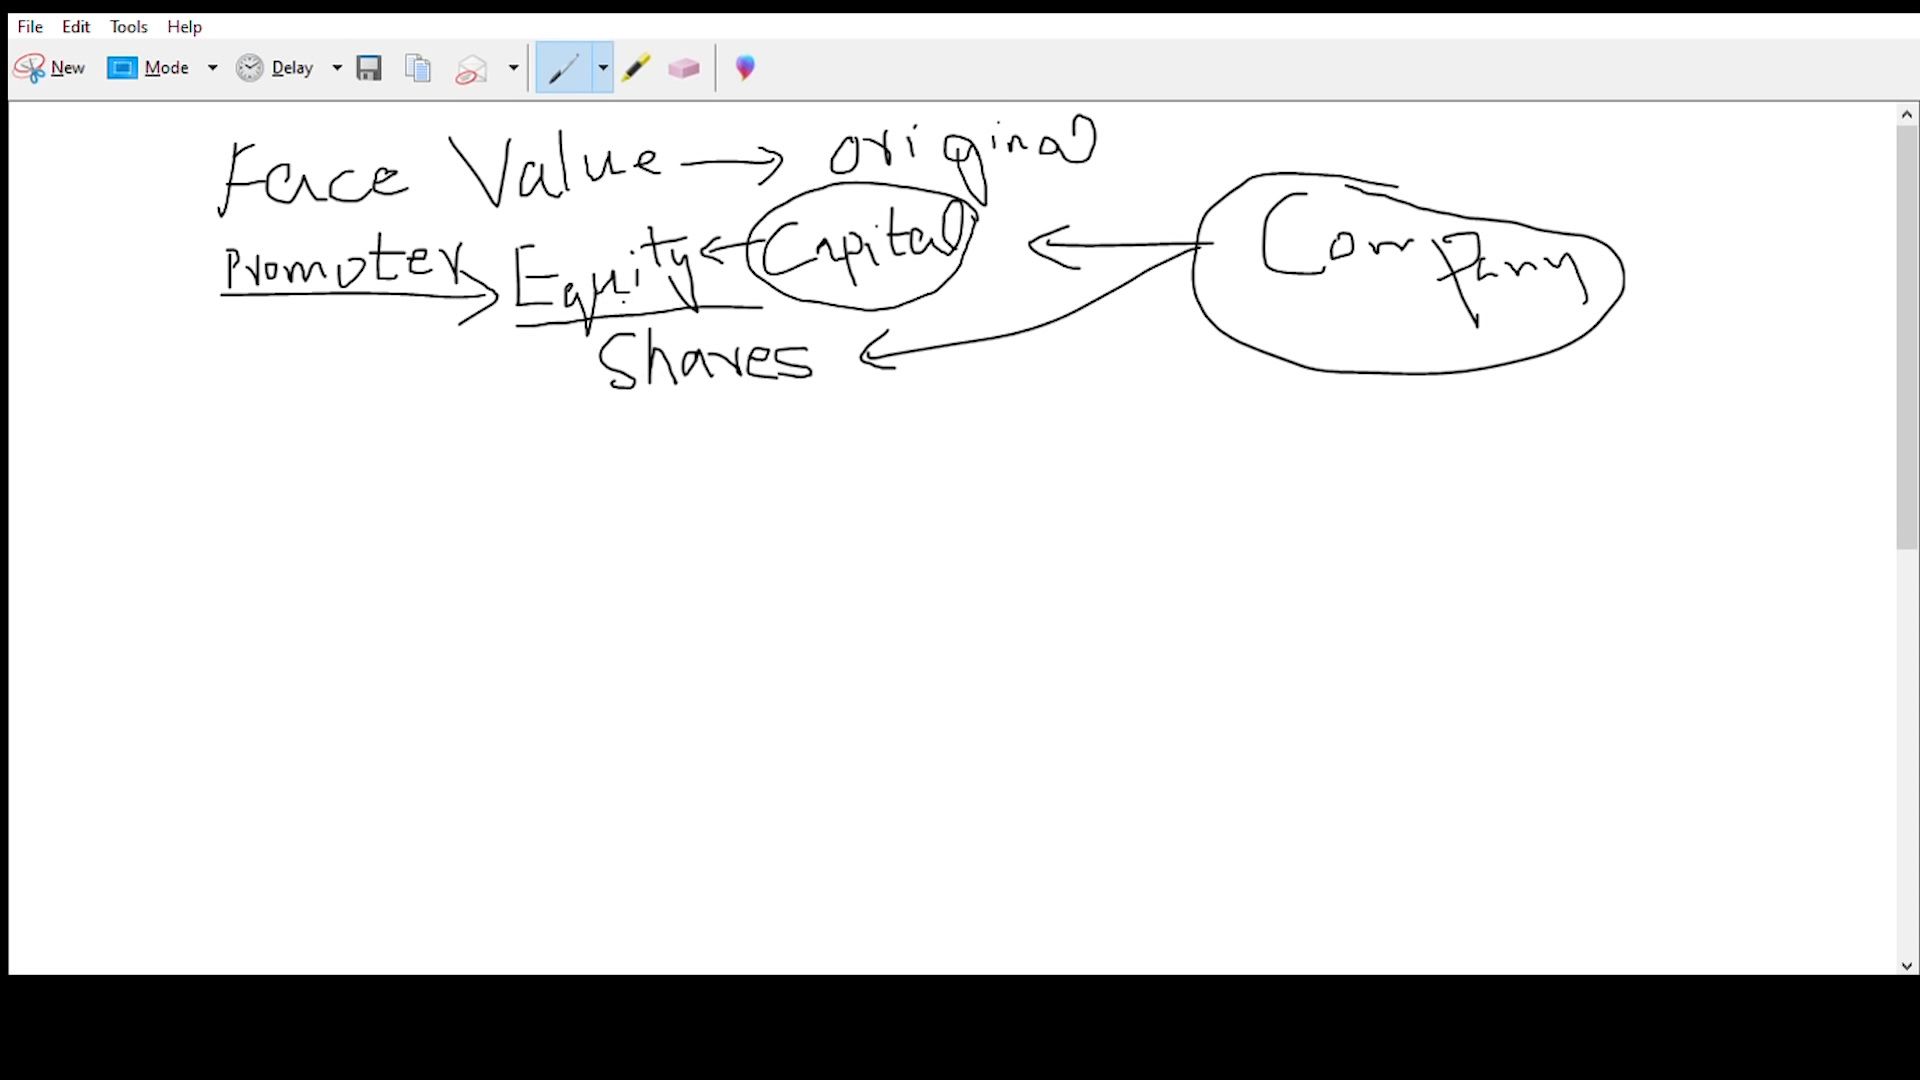 File Edit Tools Help
New Mode Delay
Face Value → original
Promoter → Equity ← Capital ← Company
Shares ←